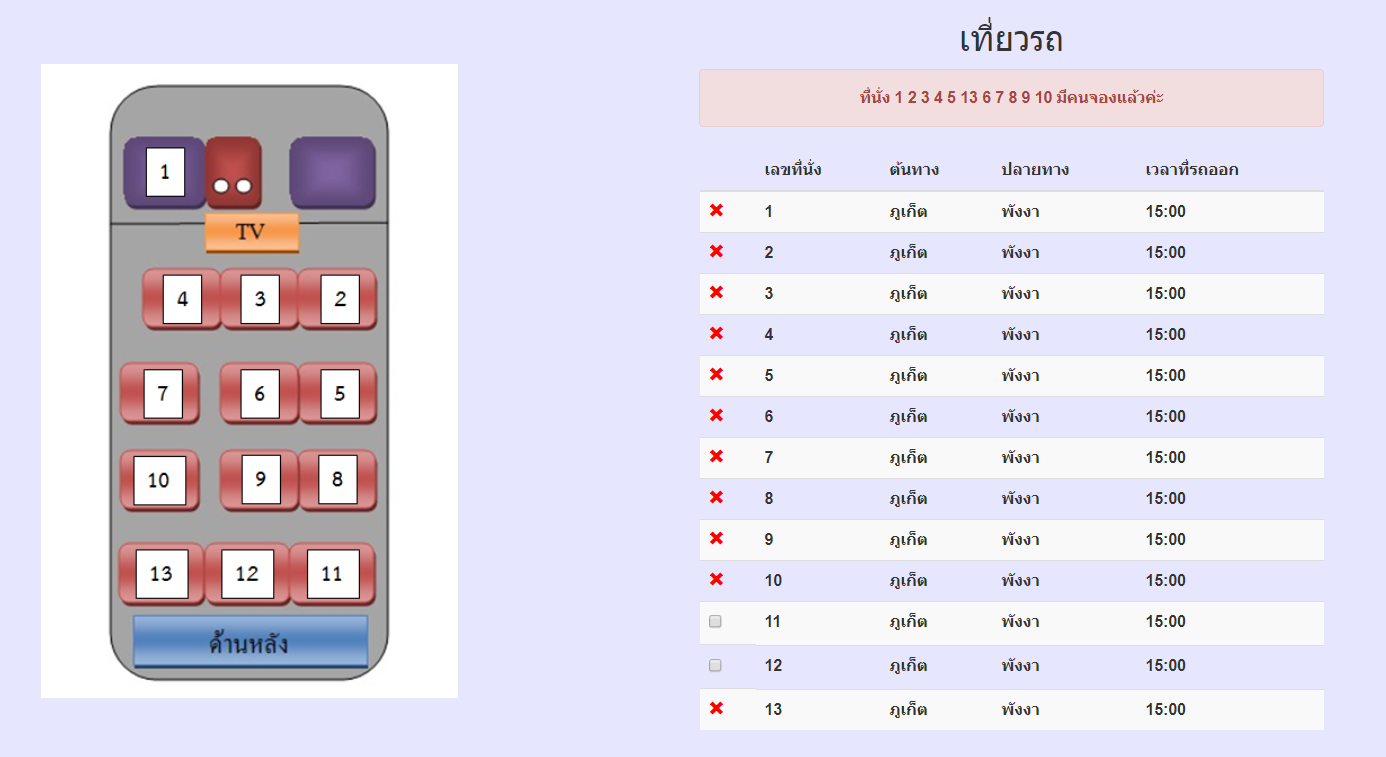 1
TV
4 3 2
7 6 5
10 9 8
13 12 11
ด้านหลัง
เที่ยวรถ
ที่นั่ง 1 2 3 4 5 13 6 7 8 9 10 มีคนจองแล้วค่ะ
เลขที่นั่ง ต้นทาง ปลายทาง เวลาที่รถออก
1 ภูเก็ต พังงา 15:00
2 ภูเก็ต พังงา 15:00
3 ภูเก็ต พังงา 15:00
4 ภูเก็ต พังงา 15:00
5 ภูเก็ต พังงา 15:00
6 ภูเก็ต พังงา 15:00
7 ภูเก็ต พังงา 15:00
8 ภูเก็ต พังงา 15:00
9 ภูเก็ต พังงา 15:00
10 ภูเก็ต พังงา 15:00
11 ภูเก็ต พังงา 15:00
12 ภูเก็ต พังงา 15:00
13 ภูเก็ต พังงา 15:00